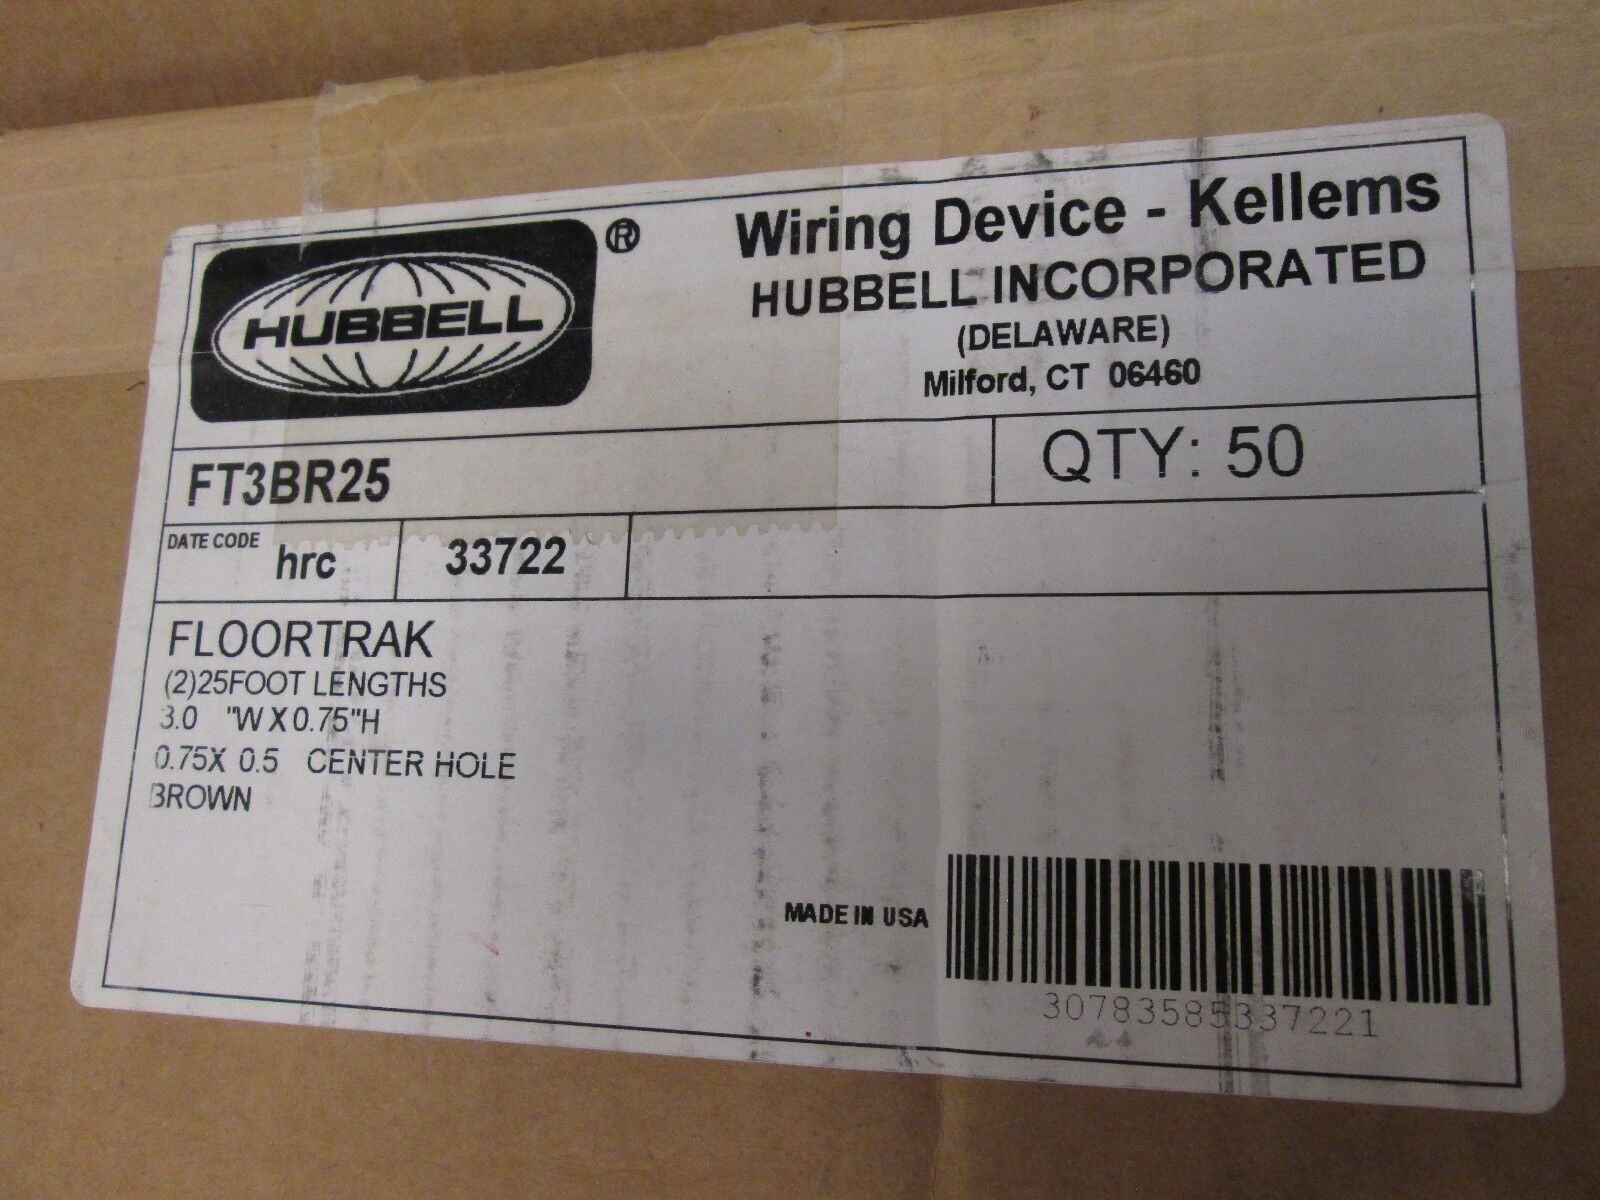 HUBBELL ®
Wiring Device - Kellems
HUBBELL INCORPORATED
(DELAWARE)
Milford, CT 06460
FT3BR25
QTY: 50
DATE CODE hrc
33722
FLOORTRAK
(2)25FOOT LENGTHS
3.0 "W X 0.75"H
0.75X 0.5 CENTER HOLE
BROWN
MADE IN USA
30783585337221